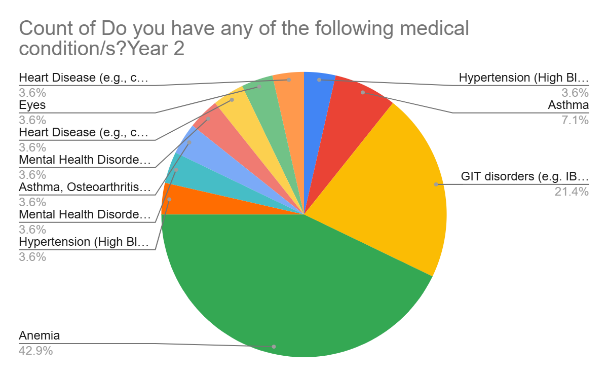 Count of Do you have any of the following medical
condition/s?Year 2
Heart Disease (e.g., c…
3.6%
Eyes
3.6%
Heart Disease (e.g., c…
3.6%
Mental Health Disorde…
3.6%
Asthma, Osteoarthritis…
3.6%
Mental Health Disorde…
3.6%
Hypertension (High Bl…
3.6%
Anemia
42.9%
Hypertension (High Bl…
3.6%
Asthma
7.1%
GIT disorders (e.g. IB…
21.4%